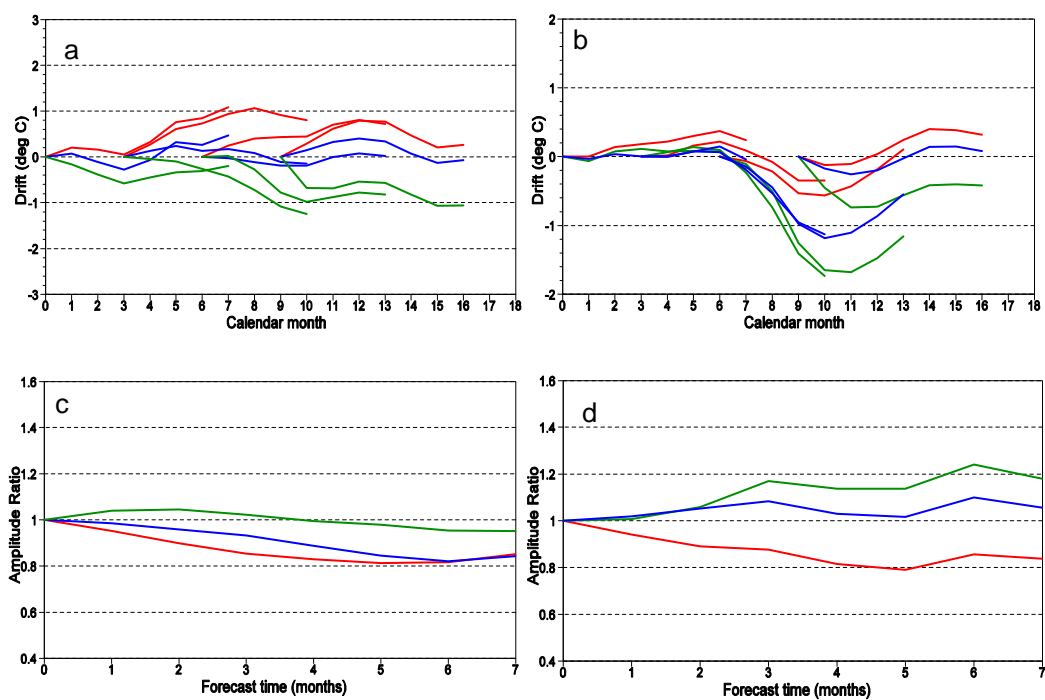 a
Drift (deg C)
3
2
1
0
-1
-2
-3
0 1 2 3 4 5 6 7 8 9 10 11 12 13 14 15 16 17 18
Calendar month
b
Drift (deg C)
2
1
0
-1
-2
0 1 2 3 4 5 6 7 8 9 10 11 12 13 14 15 16 17 18
Calendar month
c
Amplitude Ratio
1.6
1.4
1.2
1
0.8
0.6
0.4
0 1 2 3 4 5 6 7
Forecast time (months)
d
Amplitude Ratio
1.6
1.4
1.2
1
0.8
0.6
0.4
0 1 2 3 4 5 6 7
Forecast time (months)